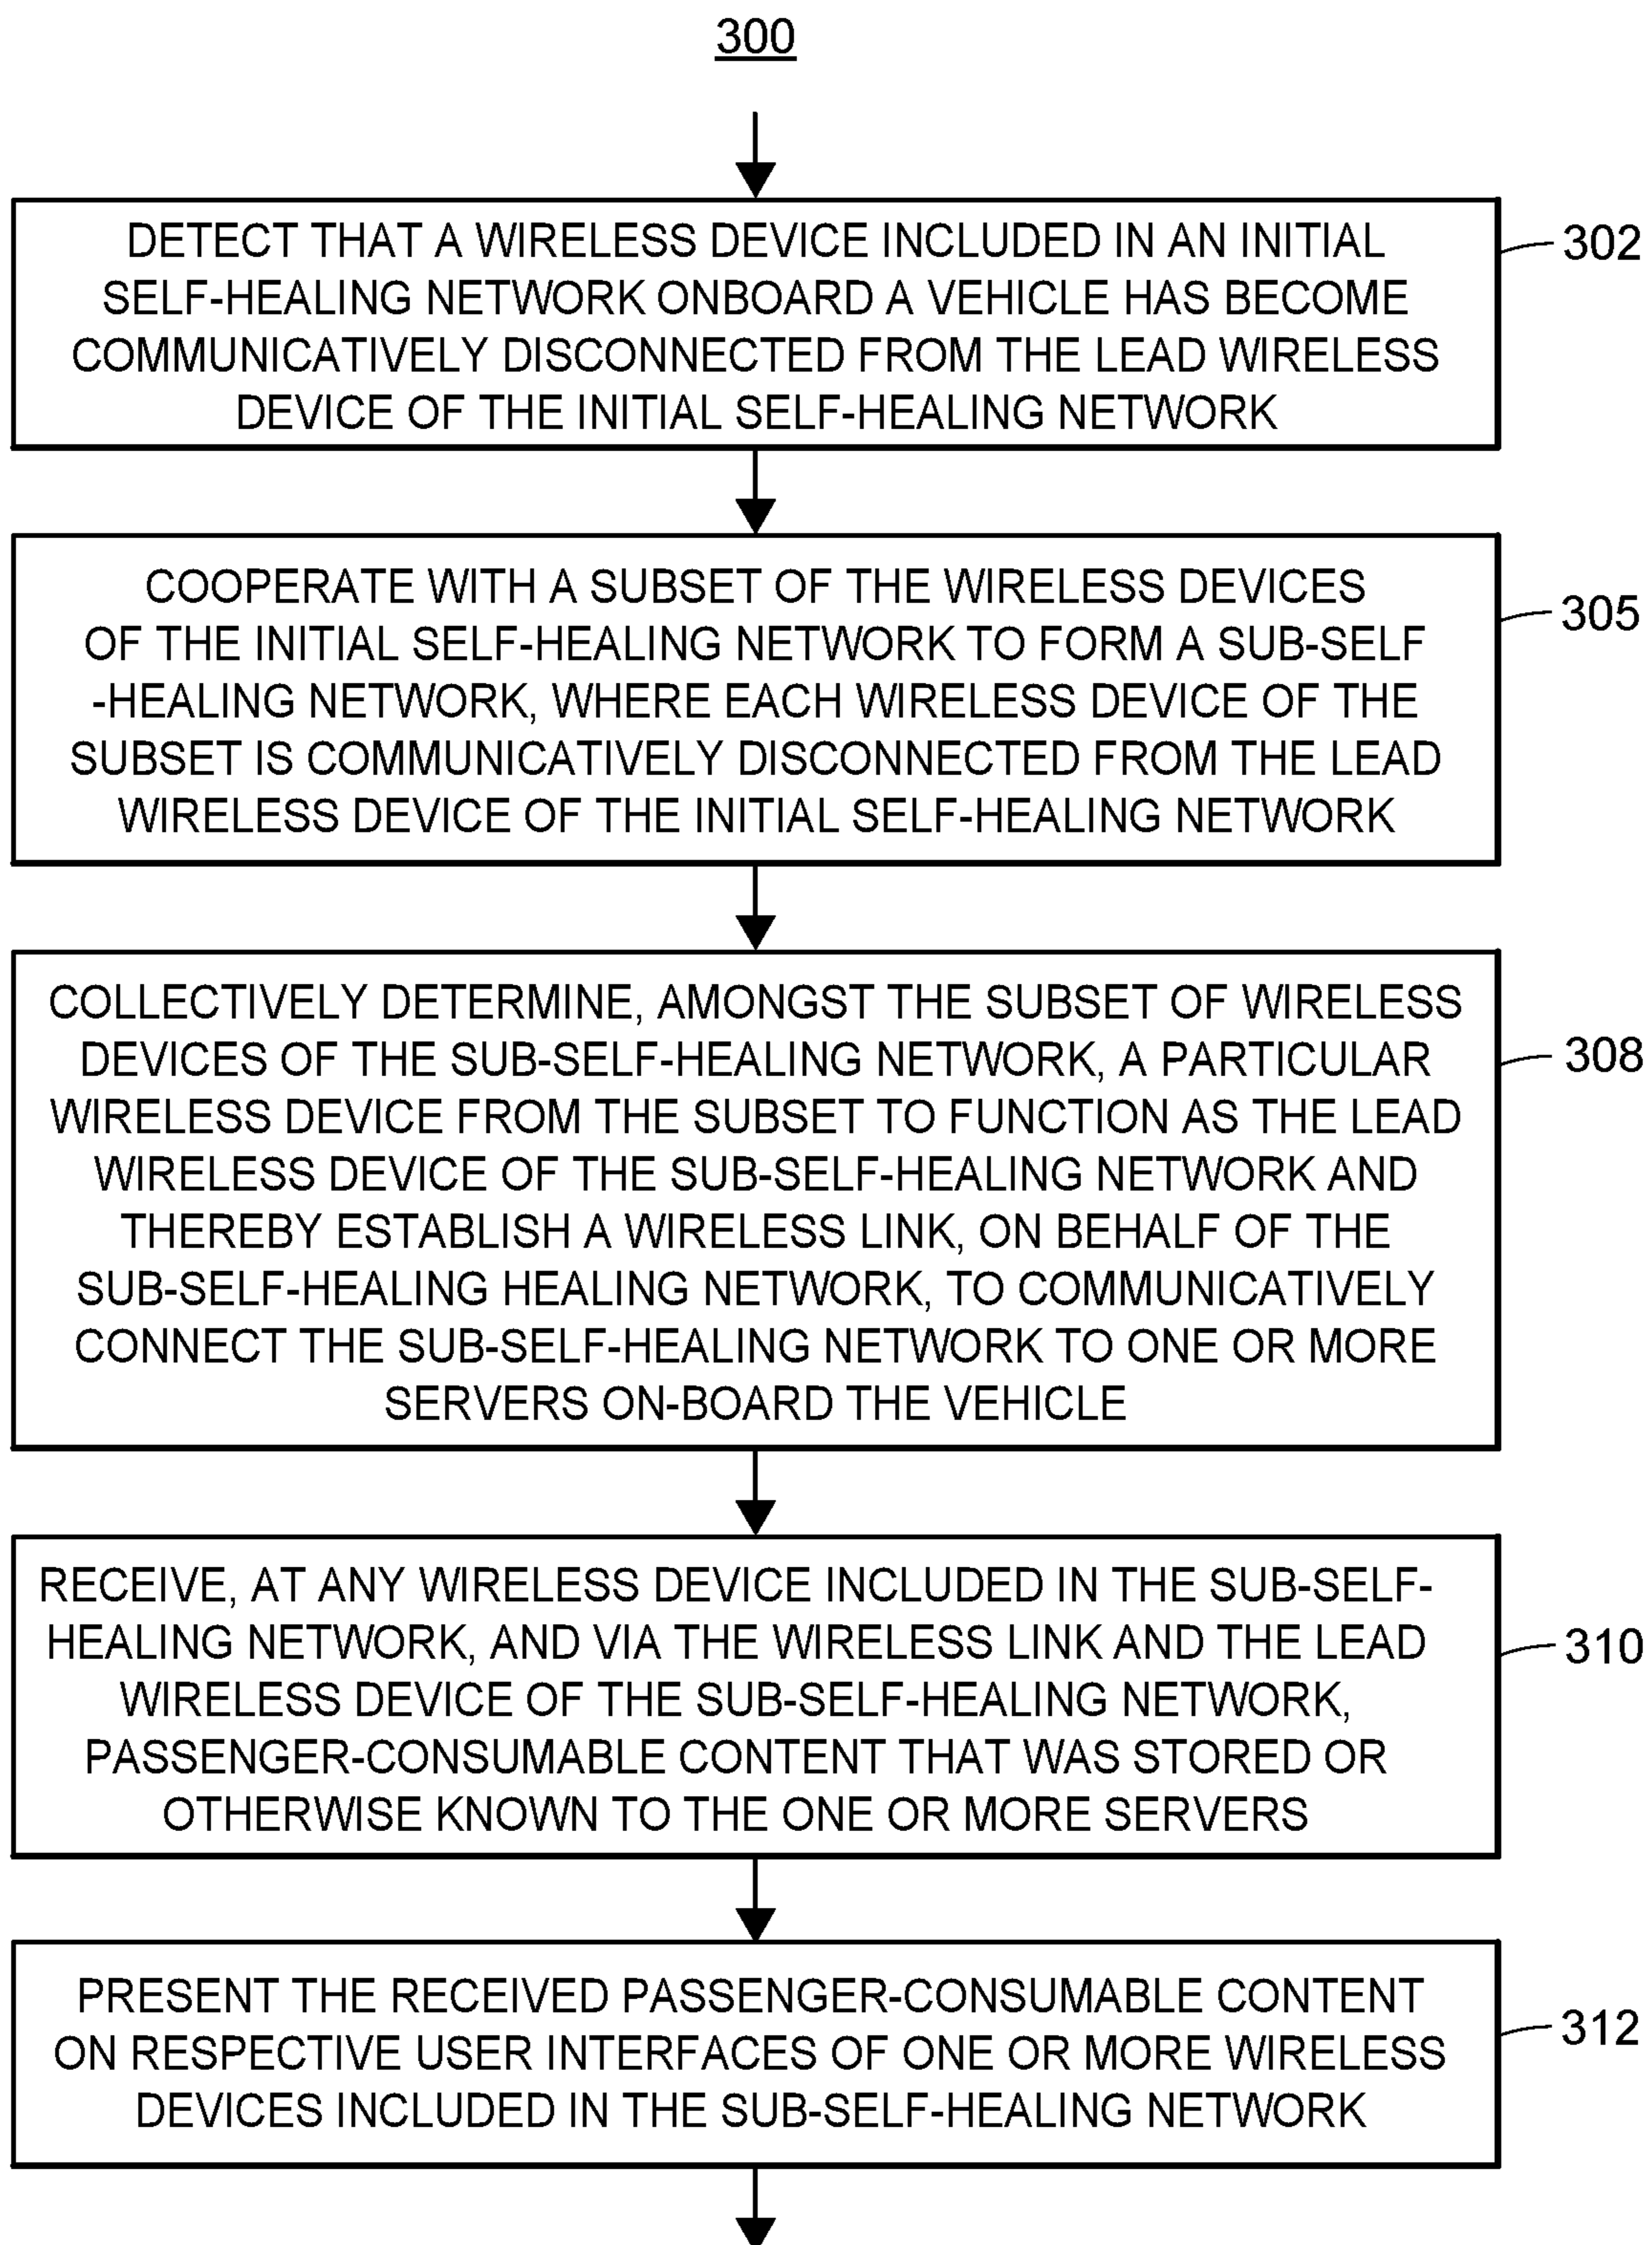 300
DETECT THAT A WIRELESS DEVICE INCLUDED IN AN INITIAL
SELF-HEALING NETWORK ONBOARD A VEHICLE HAS BECOME
COMMUNICATIVELY DISCONNECTED FROM THE LEAD WIRELESS
DEVICE OF THE INITIAL SELF-HEALING NETWORK
302
COOPERATE WITH A SUBSET OF THE WIRELESS DEVICES
OF THE INITIAL SELF-HEALING NETWORK TO FORM A SUB-SELF
-HEALING NETWORK, WHERE EACH WIRELESS DEVICE OF THE
SUBSET IS COMMUNICATIVELY DISCONNECTED FROM THE LEAD
WIRELESS DEVICE OF THE INITIAL SELF-HEALING NETWORK
305
COLLECTIVELY DETERMINE, AMONGST THE SUBSET OF WIRELESS
DEVICES OF THE SUB-SELF-HEALING NETWORK, A PARTICULAR
WIRELESS DEVICE FROM THE SUBSET TO FUNCTION AS THE LEAD
WIRELESS DEVICE OF THE SUB-SELF-HEALING NETWORK AND
THEREBY ESTABLISH A WIRELESS LINK, ON BEHALF OF THE
SUB-SELF-HEALING HEALING NETWORK, TO COMMUNICATIVELY
CONNECT THE SUB-SELF-HEALING NETWORK TO ONE OR MORE
SERVERS ON-BOARD THE VEHICLE
308
RECEIVE, AT ANY WIRELESS DEVICE INCLUDED IN THE SUB-SELF-
HEALING NETWORK, AND VIA THE WIRELESS LINK AND THE LEAD
WIRELESS DEVICE OF THE SUB-SELF-HEALING NETWORK,
PASSENGER-CONSUMABLE CONTENT THAT WAS STORED OR
OTHERWISE KNOWN TO THE ONE OR MORE SERVERS
310
PRESENT THE RECEIVED PASSENGER-CONSUMABLE CONTENT
ON RESPECTIVE USER INTERFACES OF ONE OR MORE WIRELESS
DEVICES INCLUDED IN THE SUB-SELF-HEALING NETWORK
312